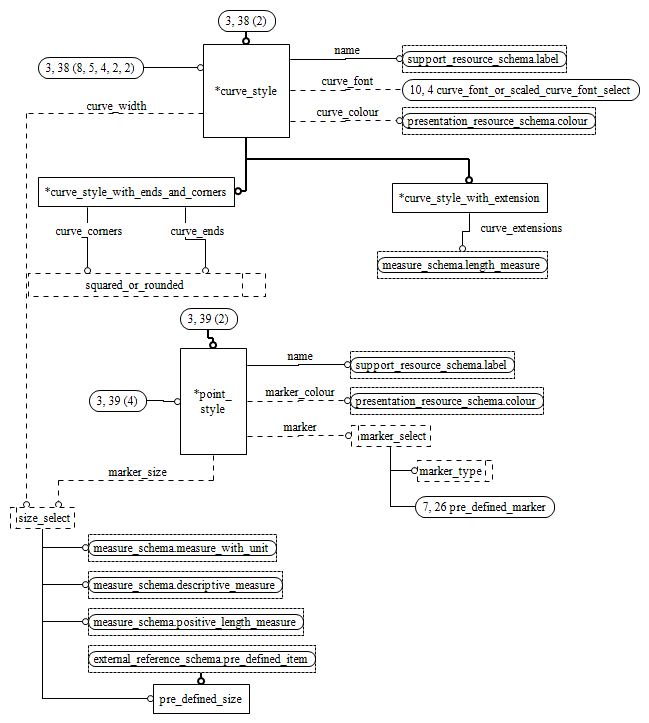 3, 38 (2)
3, 38 (8, 5, 4, 2, 2)
name
support_resource_schema.label
curve_font
*curve_style
10, 4 curve_font_or_scaled_curve_font_select
curve_width
curve_colour
presentation_resource_schema.colour
*curve_style_with_ends_and_corners
*curve_style_with_extension
curve_corners
curve_ends
curve_extensions
measure_schema.length_measure
squared_or_rounded
3, 39 (2)
name
support_resource_schema.label
*point_
style
marker_colour
3, 39 (4)
presentation_resource_schema.colour
marker
marker_select
marker_size
marker_type
7, 26 pre_defined_marker
size_select
measure_schema.measure_with_unit
measure_schema.descriptive_measure
measure_schema.positive_length_measure
external_reference_schema.pre_defined_item
pre_defined_size